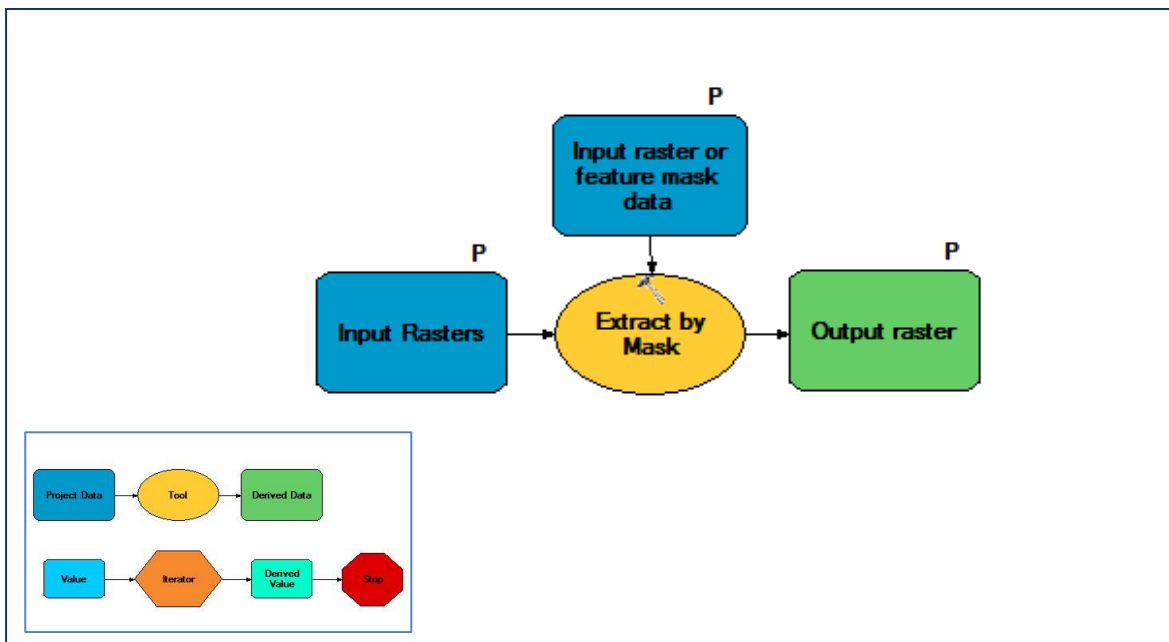 P
Input raster or
feature mask
data
P
Input Rasters
Extract by
Mask
P
Output raster
Project Data
Tool
Derived Data
Value
Iterator
Derived
Value
Stop